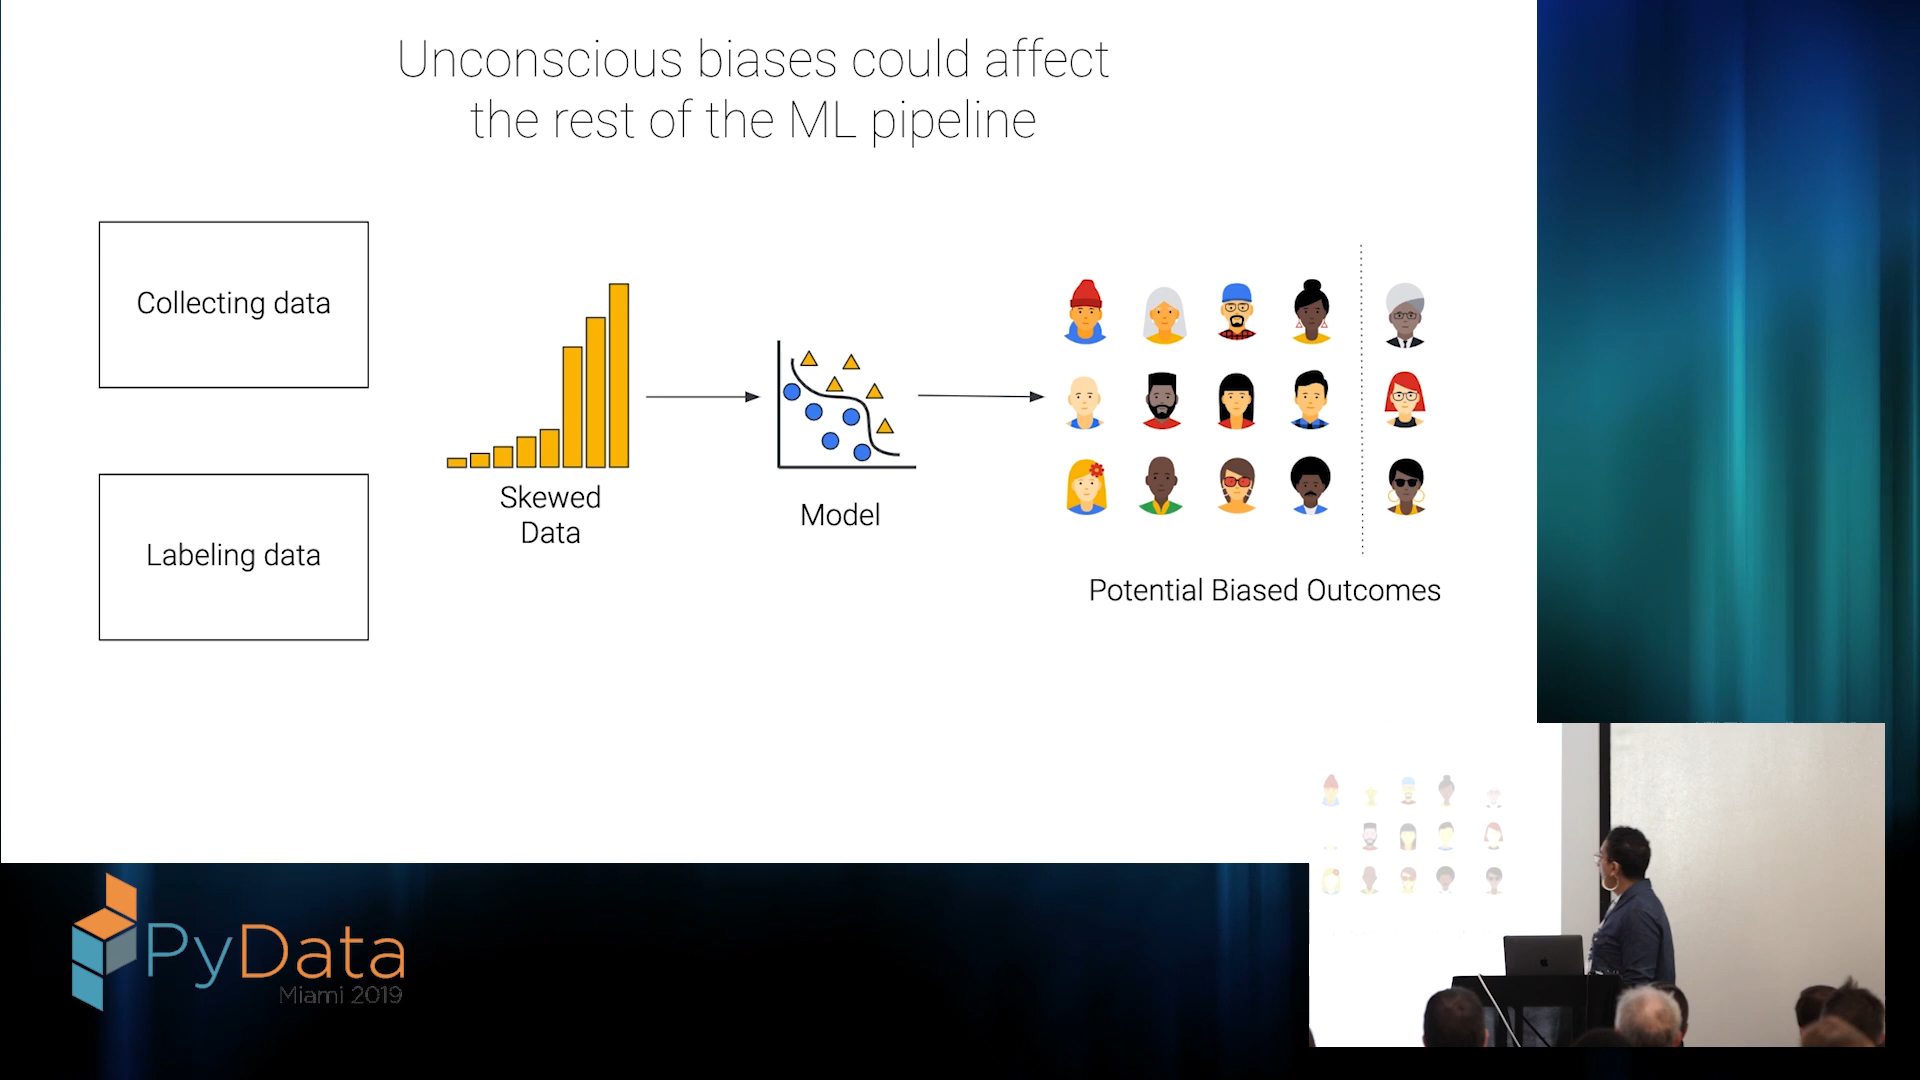 Unconscious biases could affect
the rest of the ML pipeline
Collecting data
Labeling data
Skewed
Data
Model
Potential Biased Outcomes
PyData
Miami 2019